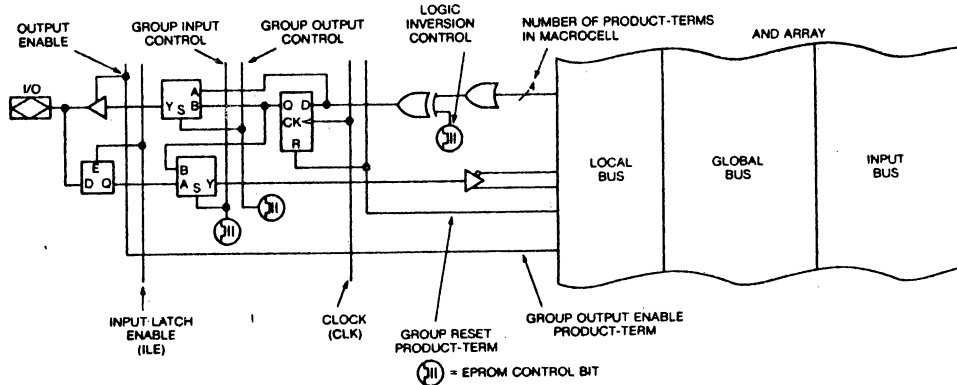 OUTPUT
ENABLE
GROUP INPUT
CONTROL
GROUP OUTPUT
CONTROL
LOGIC
INVERSION
CONTROL
NUMBER OF PRODUCT-TERMS
IN MACROCELL
AND ARRAY
I/O
Y S
A
B
Q D
CK
R
E
D Q
B
A S Y
LOCAL
BUS
GLOBAL
BUS
INPUT
BUS
INPUT LATCH
ENABLE
(ILE)
CLOCK
(CLK)
GROUP RESET
PRODUCT-TERM
GROUP OUTPUT ENABLE
PRODUCT-TERM
= EPROM CONTROL BIT